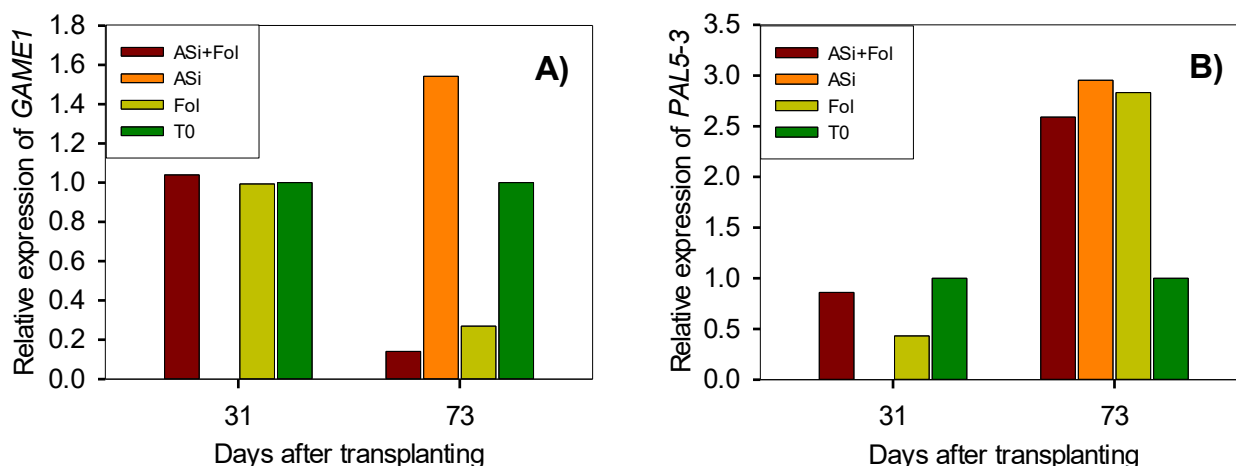 Relative expression of GAME1
1.8
1.6
1.4
1.2
1.0
0.8
0.6
0.4
0.2
0.0
ASi+Fol
ASi
Fol
T0
A)
31
73
Days after transplanting
Relative expression of PAL5-3
3.5
3.0
2.5
2.0
1.5
1.0
0.5
0.0
ASi+Fol
ASi
Fol
T0
B)
31
73
Days after transplanting